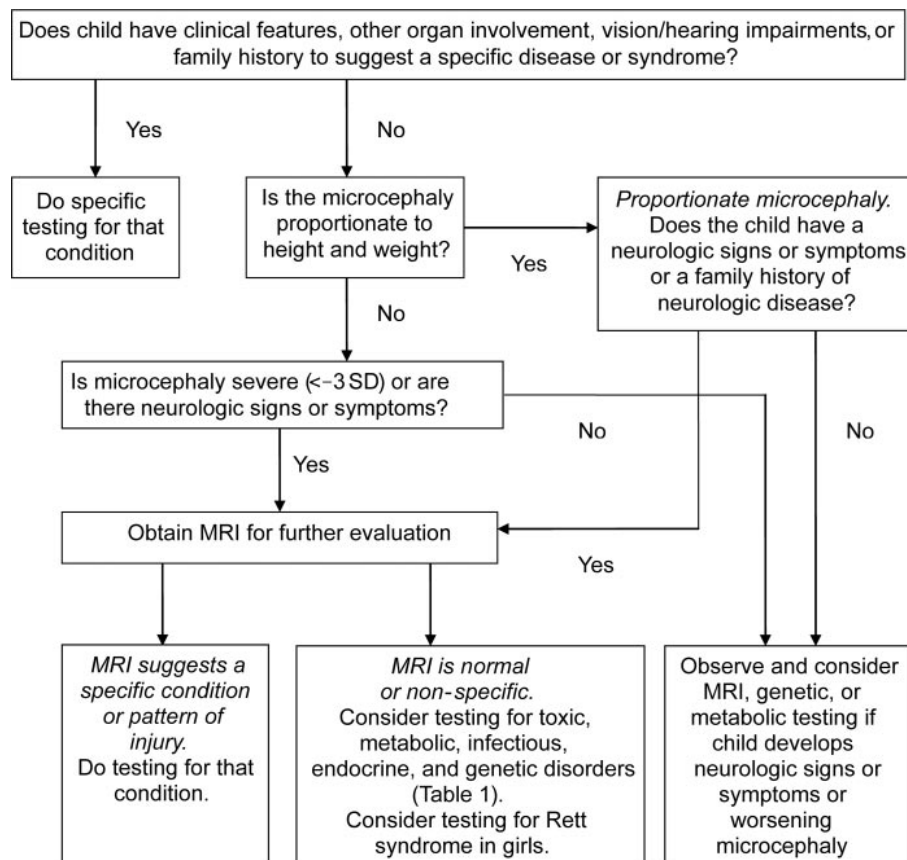 Does child have clinical features, other organ involvement, vision/hearing impairments, or
family history to suggest a specific disease or syndrome?
Yes
No
Do specific
testing for that
condition
Is the microcephaly
proportionate to
height and weight?
Yes
Proportionate microcephaly.
Does the child have a
neurologic signs or symptoms
or a family history of
neurologic disease?
No
Is microcephaly severe (<−3 SD) or are
there neurologic signs or symptoms?
No
No
Yes
Obtain MRI for further evaluation
Yes
MRI suggests a
specific condition
or pattern of
injury.
Do testing for that
condition.
MRI is normal
or non-specific.
Consider testing for toxic,
metabolic, infectious,
endocrine, and genetic disorders
(Table 1).
Consider testing for Rett
syndrome in girls.
Observe and consider
MRI, genetic, or
metabolic testing if
child develops
neurologic signs or
symptoms or
worsening
microcephaly